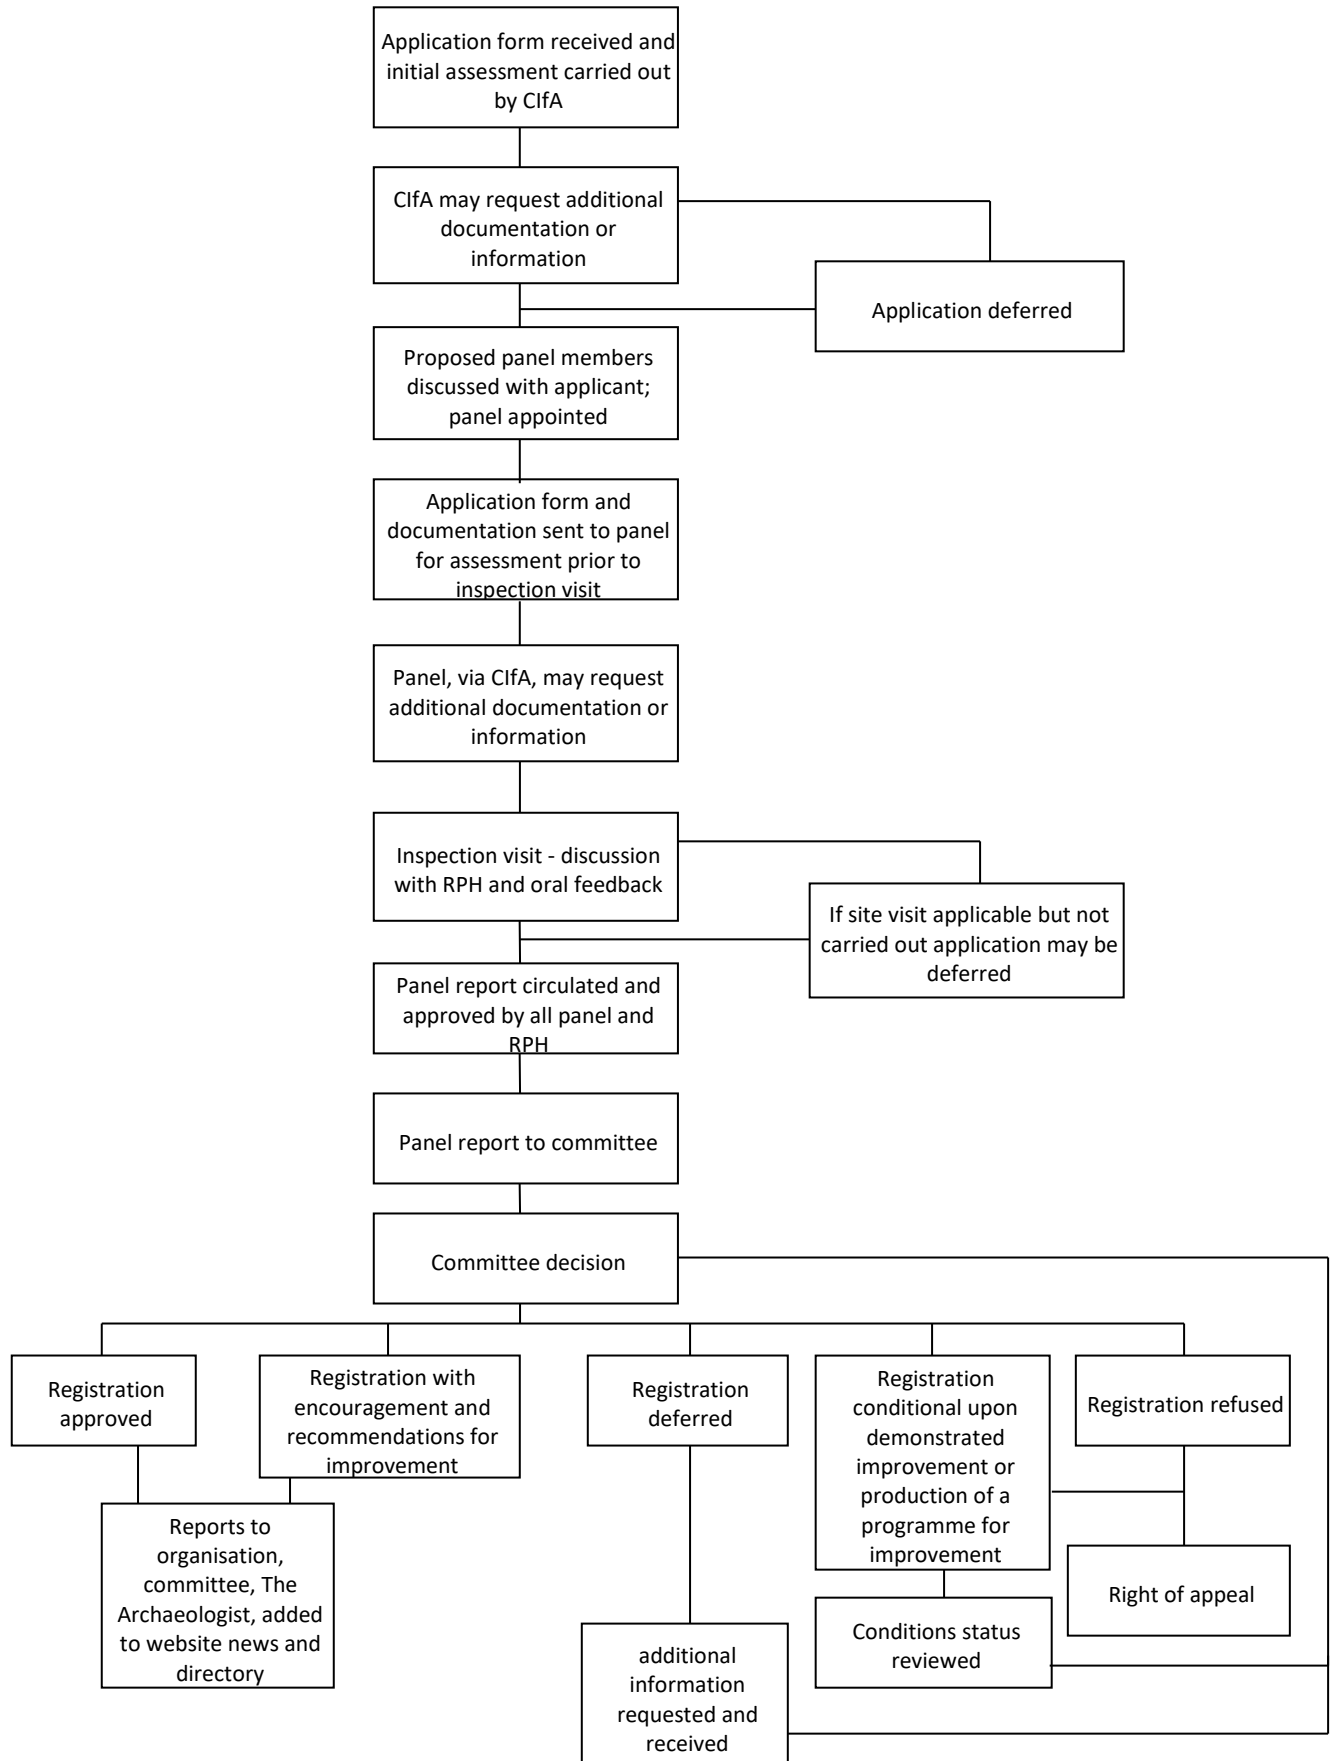 Application form received and
initial assessment carried out
by CIfA
CIfA may request additional
documentation or
information
Application deferred
Proposed panel members
discussed with applicant;
panel appointed
Application form and
documentation sent to panel
for assessment prior to
inspection visit
Panel, via CIfA, may request
additional documentation or
information
Inspection visit - discussion
with RPH and oral feedback
If site visit applicable but not
carried out application may be
deferred
Panel report circulated and
approved by all panel and
RPH
Panel report to committee
Committee decision
Registration
approved
Registration with
encouragement and
recommendations for
improvement
Registration
deferred
Registration
conditional upon
demonstrated
improvement or
production of a
programme for
improvement
Registration refused
Reports to
organisation,
committee, The
Archaeologist, added
to website news and
directory
additional
information
requested and
received
Conditions status
reviewed
Right of appeal